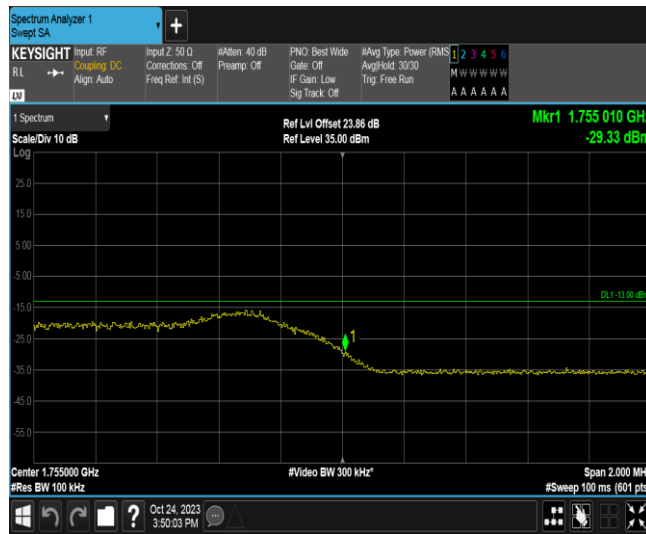 Spectrum Analyzer 1
Swept SA
+
KEYSIGHT Input: RF Input Z: 50 Ω #Atten: 40 dB PNO: Best Wide #Avg Type: Power (RMS 1 2 3 4 5 6
RL Coupling: DC Corrections: Off Preamp: Off Gate: Off Avg|Hold: 30/30 M W W W W W
Align: Auto Freq Ref: Int (S) IF Gain: Low Trig: Free Run
LXI Sig Track: Off A A A A A A
1 Spectrum Ref Lvl Offset 23.86 dB Mkr1 1.755 010 GHz
Scale/Div 10 dB Ref Level 35.00 dBm -29.33 dBm
Log
25.0
15.0
5.00
-5.00
DL1 -13.00 dBm
-15.0
1
-25.0
-35.0
-45.0
-55.0
Center 1.755000 GHz #Video BW 300 kHz* Span 2.000 MH
#Res BW 100 kHz #Sweep 100 ms (601 pts
? Oct 24, 2023
3:50:03 PM